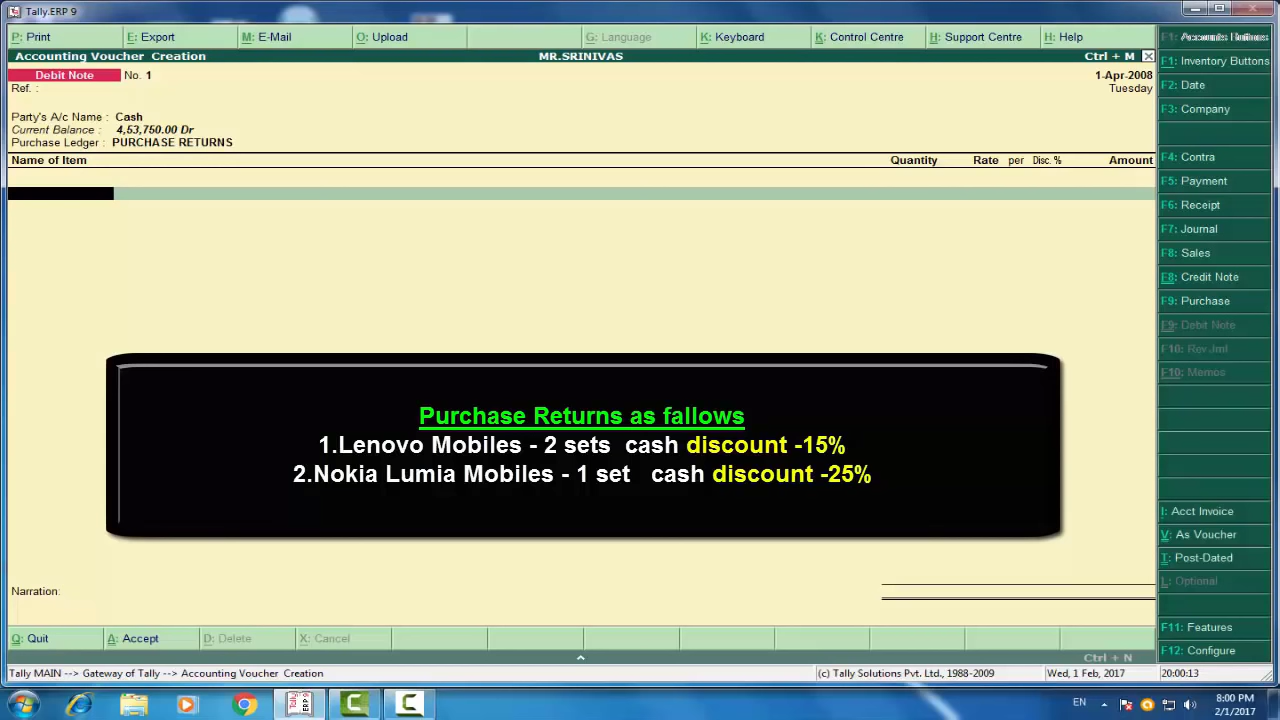 Tally.ERP 9
P: Print E: Export M: E-Mail O: Upload G: Language K: Keyboard K: Control Centre H: Support Centre H: Help
Accounting Voucher Creation MR.SRINIVAS Ctrl + M
Debit Note No. 1 1-Apr-2008
Ref. : Tuesday
Party's A/c Name : Cash
Current Balance : 4,53,750.00 Dr
Purchase Ledger : PURCHASE RETURNS
Name of Item Quantity Rate per Disc. % Amount
Purchase Returns as fallows
1.Lenovo Mobiles - 2 sets cash discount -15%
2.Nokia Lumia Mobiles - 1 set cash discount -25%
Narration:
Q: Quit A: Accept D: Delete X: Cancel
Ctrl + N
F1: Inventory Buttons
F2: Date
F3: Company
F4: Contra
F5: Payment
F6: Receipt
F7: Journal
F8: Sales
F8: Credit Note
F9: Purchase
F9: Debit Note
F10: Rev Jrnl
F10: Memos
I: Acct Invoice
V: As Voucher
T: Post-Dated
L: Optional
F11: Features
F12: Configure
Tally MAIN --> Gateway of Tally --> Accounting Voucher Creation (c) Tally Solutions Pvt. Ltd., 1988-2009 Wed, 1 Feb, 2017 20:00:13
EN 8:00 PM
2/1/2017